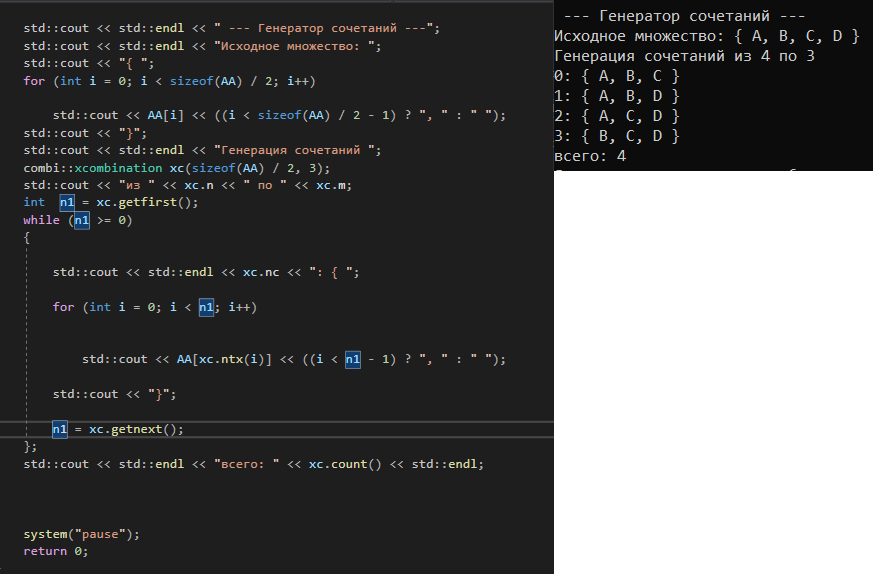 std::cout << std::endl << " --- Генератор сочетаний ---";
std::cout << std::endl << "Исходное множество: ";
std::cout << "{ ";
for (int i = 0; i < sizeof(AA) / 2; i++)
std::cout << AA[i] << ((i < sizeof(AA) / 2 - 1) ? ", " : " ");
std::cout << "}";
std::cout << std::endl << "Генерация сочетаний ";
combi::xcombination xc(sizeof(AA) / 2, 3);
std::cout << "из " << xc.n << " по " << xc.m;
int  n1 = xc.getfirst();
while (n1 >= 0)
{
std::cout << std::endl << xc.nc << ": { ";
for (int i = 0; i < n1; i++)
std::cout << AA[xc.ntx(i)] << ((i < n1 - 1) ? ", " : " ");
std::cout << "}";
n1 = xc.getnext();
};
std::cout << std::endl << "всего: " << xc.count() << std::endl;
system("pause");
return 0;
--- Генератор сочетаний ---
Исходное множество: { A, B, C, D }
Генерация сочетаний из 4 по 3
0: { A, B, C }
1: { A, B, D }
2: { A, C, D }
3: { B, C, D }
всего: 4